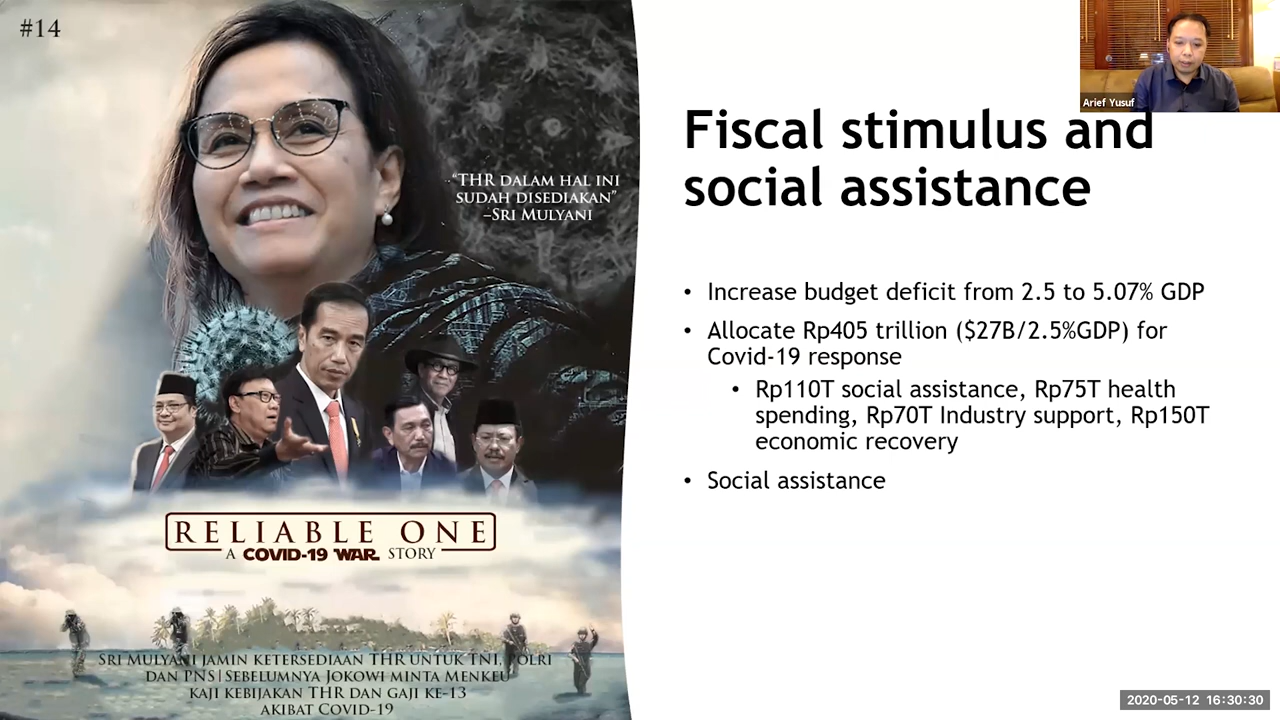 #14
“THR DALAM HAL INI
SUDAH DISEDIAKAN”
–SRI MULYANI
RELIABLE ONE
A COVID-19 WAR STORY
SRI MULYANI JAMIN KETERSEDIAAN THR UNTUK TNI, POLRI
DAN PNS | SEBELUMNYA JOKOWI MINTA MENKEU
KAJI KEBIJAKAN THR DAN GAJI KE-13
AKIBAT COVID-19
Arief Yusuf
Fiscal stimulus and
social assistance
• Increase budget deficit from 2.5 to 5.07% GDP
• Allocate Rp405 trillion ($27B/2.5%GDP) for
Covid-19 response
• Rp110T social assistance, Rp75T health
spending, Rp70T Industry support, Rp150T
economic recovery
• Social assistance
2020-05-12 16:30:30